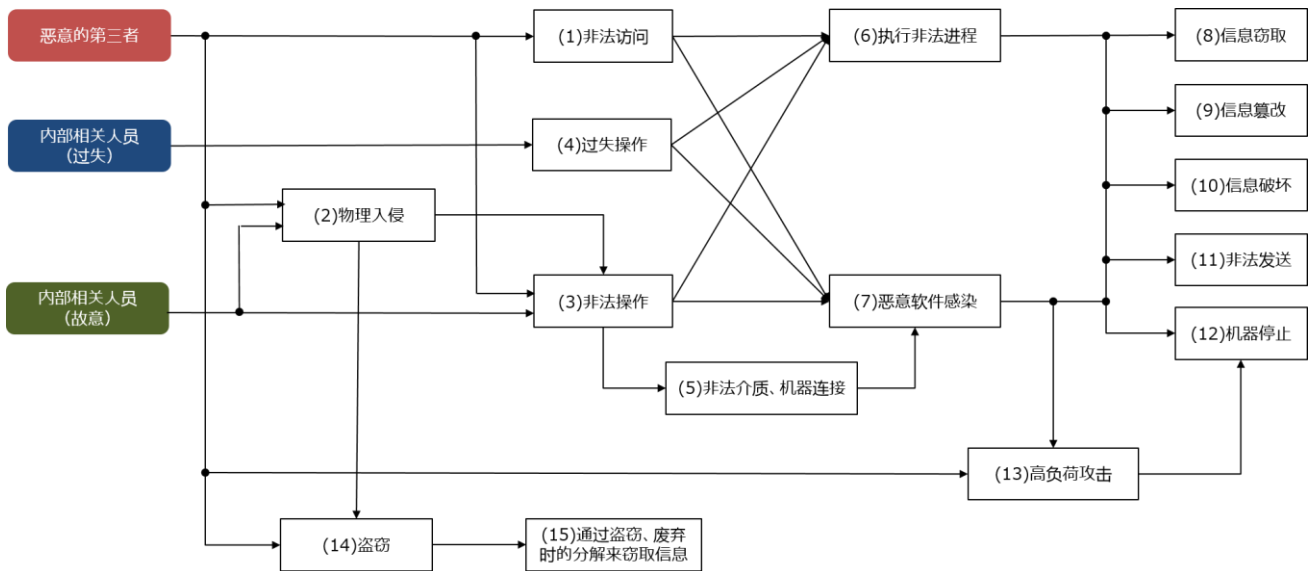 恶意的第三者
(1)非法访问
(6)执行非法进程
(8)信息窃取
(9)信息篡改
内部相关人员
（过失）
(4)过失操作
(10)信息破坏
(2)物理入侵
(11)非法发送
内部相关人员
（故意）
(3)非法操作
(7)恶意软件感染
(12)机器停止
(5)非法介质、机器连接
(13)高负荷攻击
(14)盗窃
(15)通过盗窃、废弃
时的分解来窃取信息